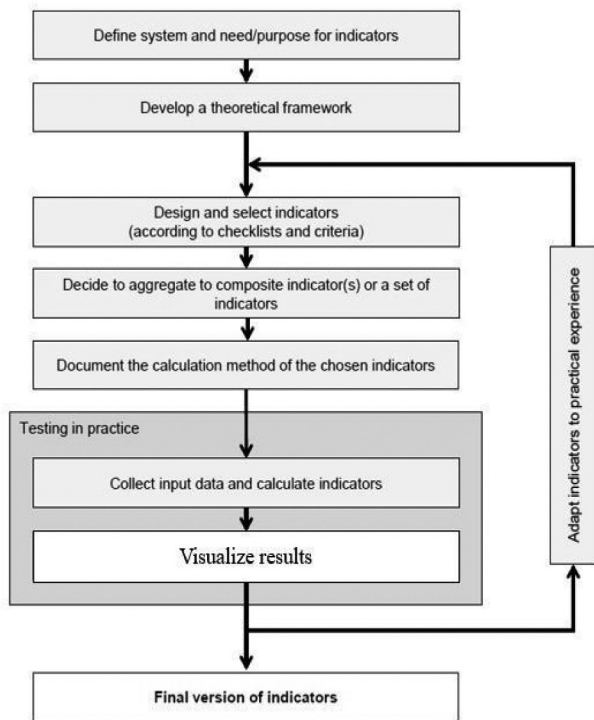 Define system and need/purpose for indicators
Develop a theoretical framework
Design and select indicators
(according to checklists and criteria)
Decide to aggregate to composite indicator(s) or a set of
indicators
Document the calculation method of the chosen indicators
Testing in practice
Collect input data and calculate indicators
Visualize results
Final version of indicators
Adapt indicators to practical experience